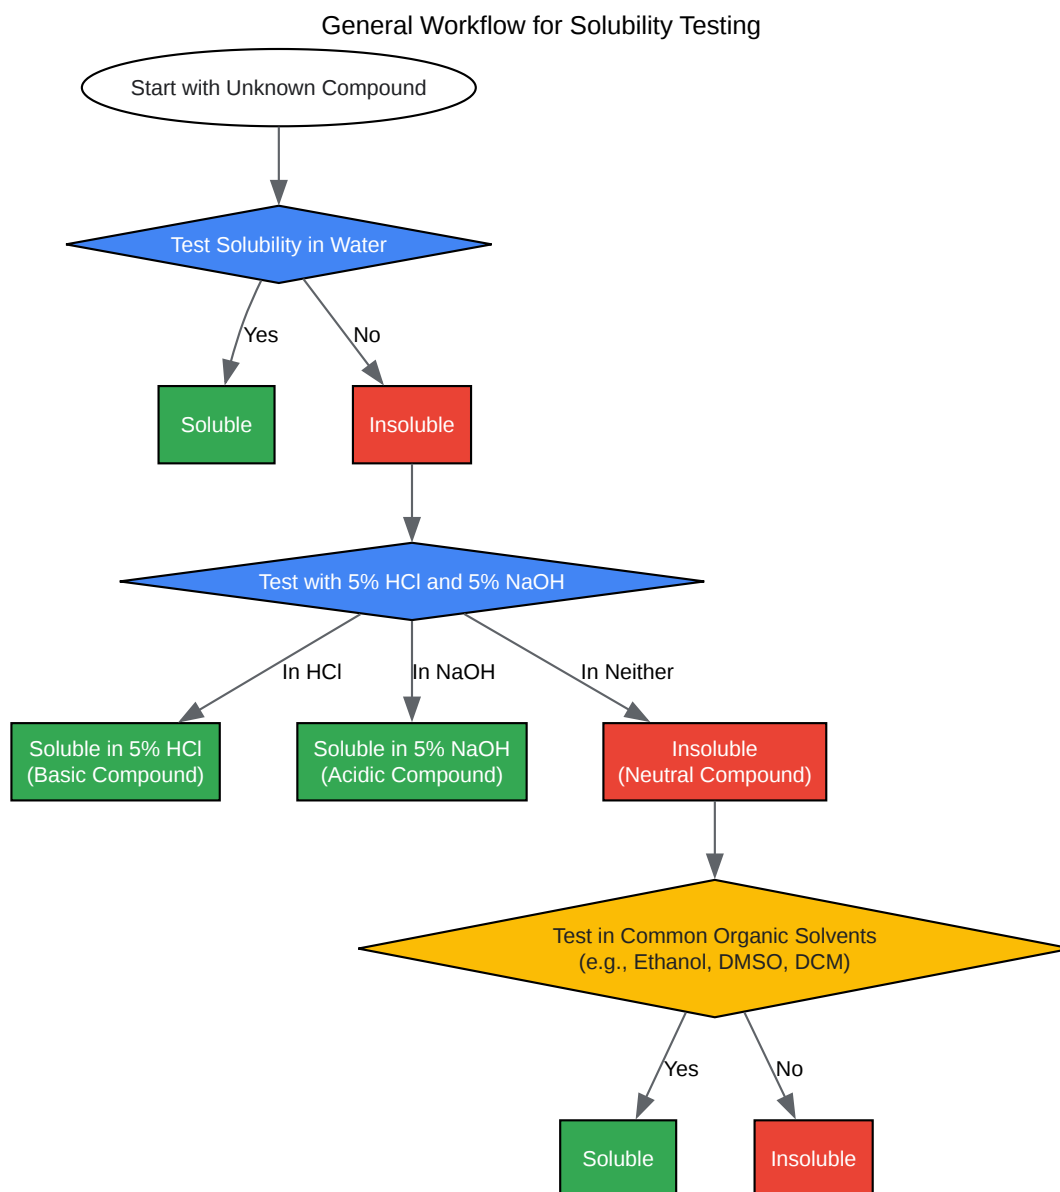 General Workflow for Solubility Testing
Start with Unknown Compound
Test Solubility in Water
Yes
No
Soluble
Insoluble
Test with 5% HCl and 5% NaOH
In HCl
In NaOH
In Neither
Soluble in 5% HCl
(Basic Compound)
Soluble in 5% NaOH
(Acidic Compound)
Insoluble
(Neutral Compound)
Test in Common Organic Solvents
(e.g., Ethanol, DMSO, DCM)
Yes
No
Soluble
Insoluble